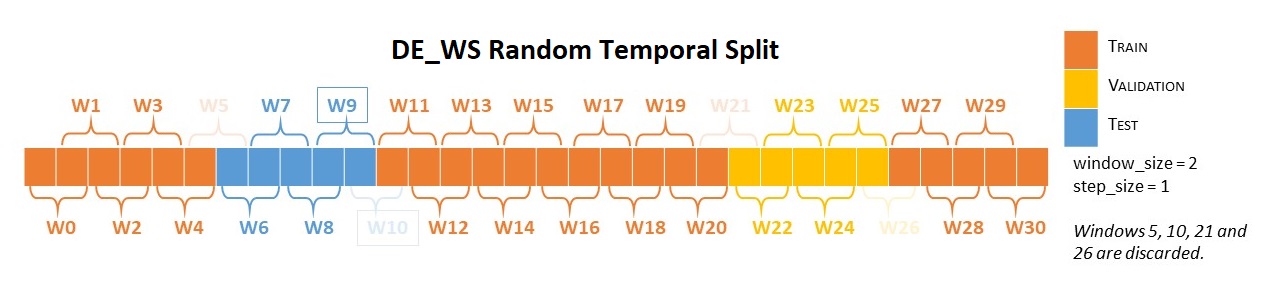 DE_WS Random Temporal Split
W1 W3 W5 W7 W9 W11 W13 W15 W17 W19 W21 W23 W25 W27 W29
W0 W2 W4 W6 W8 W10 W12 W14 W16 W18 W20 W22 W24 W26 W28 W30
TRAIN
VALIDATION
TEST
window_size = 2
step_size = 1
Windows 5, 10, 21 and
26 are discarded.